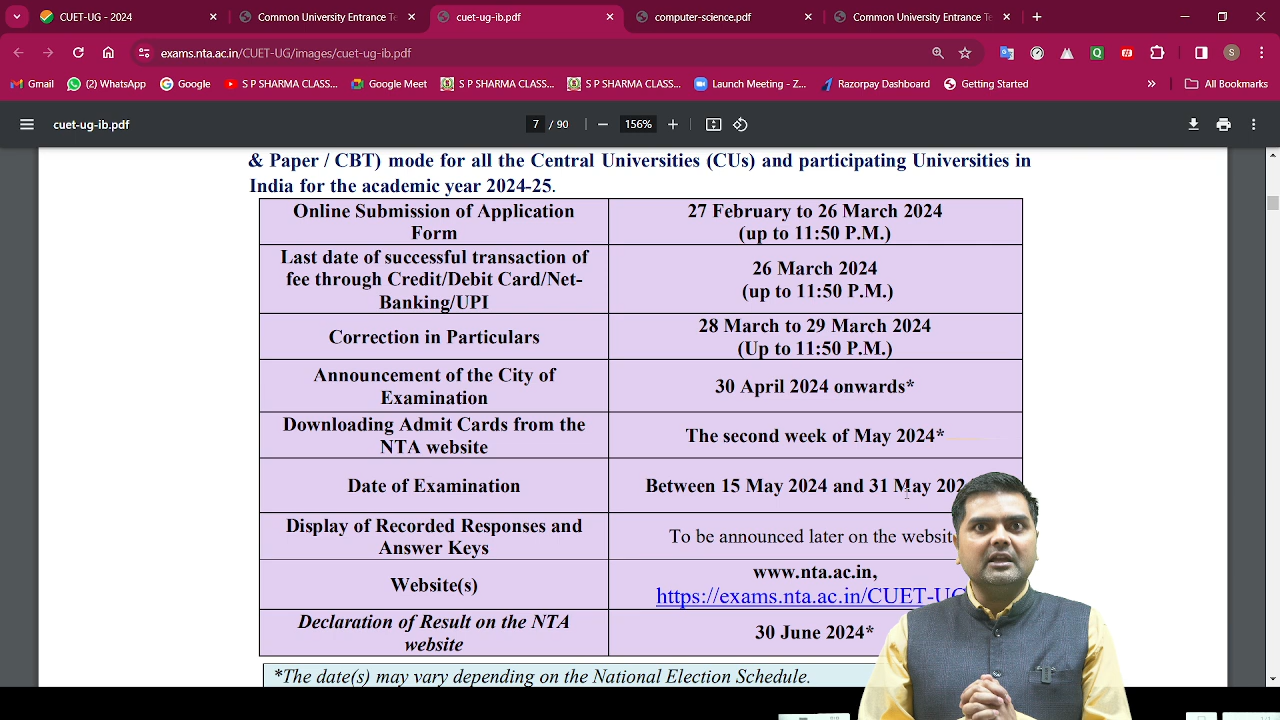 CUET-UG - 2024
Common University Entrance Te
cuet-ug-ib.pdf
computer-science.pdf
Common University Entrance Te
exams.nta.ac.in/CUET-UG/images/cuet-ug-ib.pdf
Q
S
Gmail
(2) WhatsApp
Google
S P SHARMA CLASS...
Google Meet
S P SHARMA CLASS...
S P SHARMA CLASS...
Launch Meeting - Z...
Razorpay Dashboard
Getting Started
»
All Bookmarks
cuet-ug-ib.pdf
7 / 90
156%
& Paper / CBT) mode for all the Central Universities (CUs) and participating Universities in
India for the academic year 2024-25.
Online Submission of Application
Form
27 February to 26 March 2024
(up to 11:50 P.M.)
Last date of successful transaction of
fee through Credit/Debit Card/Net-
Banking/UPI
26 March 2024
(up to 11:50 P.M.)
Correction in Particulars
28 March to 29 March 2024
(Up to 11:50 P.M.)
Announcement of the City of
Examination
30 April 2024 onwards*
Downloading Admit Cards from the
NTA website
The second week of May 2024*
Date of Examination
Between 15 May 2024 and 31 May 202
Display of Recorded Responses and
Answer Keys
To be announced later on the websit
Website(s)
www.nta.ac.in,
https://exams.nta.ac.in/CUET-UG
Declaration of Result on the NTA
website
30 June 2024*
*The date(s) may vary depending on the National Election Schedule.